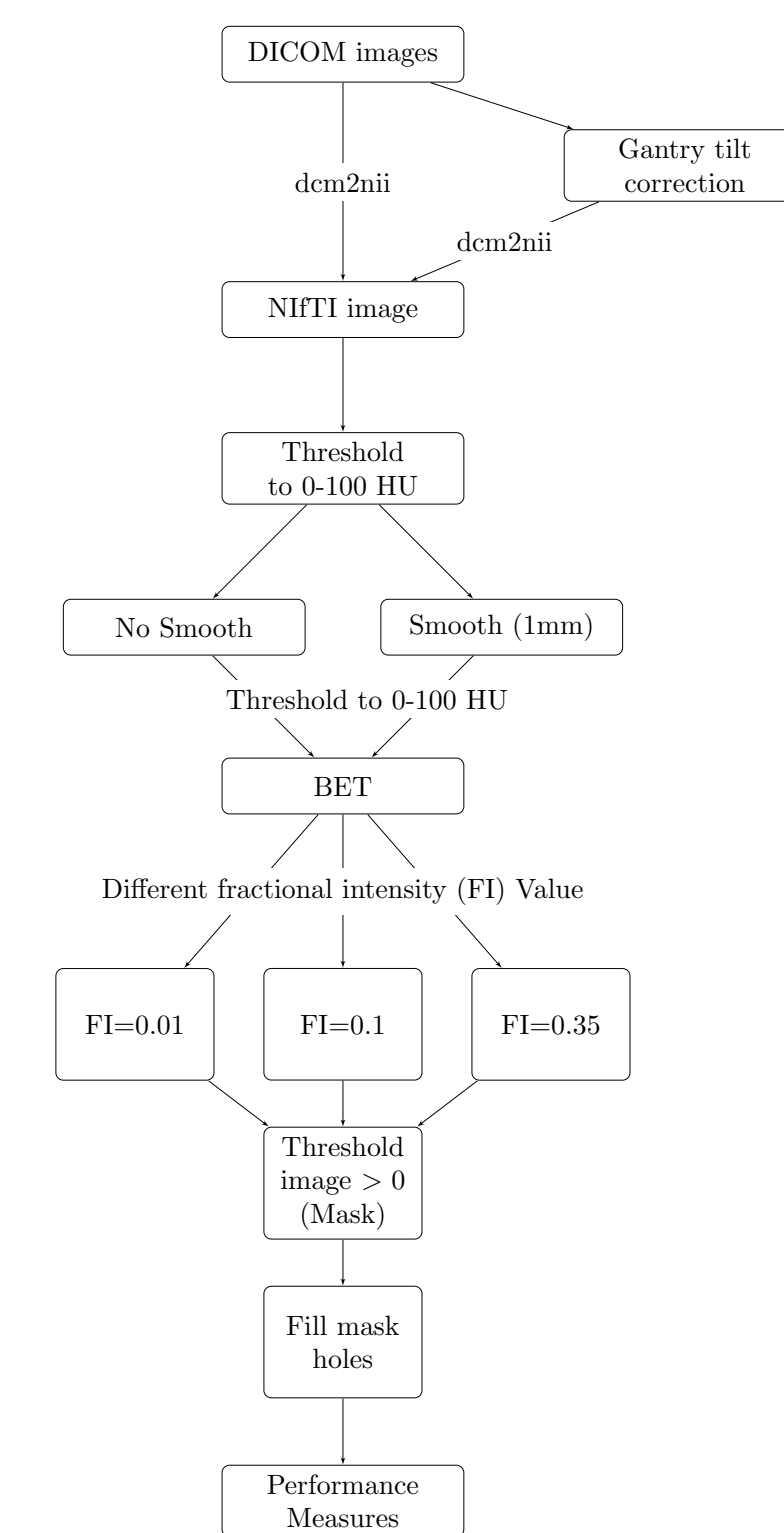 DICOM images
Gantry tilt
correction
dcm2nii
dcm2nii
NIfTI image
Threshold
to 0-100 HU
No Smooth
Smooth (1mm)
Threshold to 0-100 HU
BET
Different fractional intensity (FI) Value
FI=0.01
FI=0.1
FI=0.35
Threshold
image > 0
(Mask)
Fill mask
holes
Performance
Measures